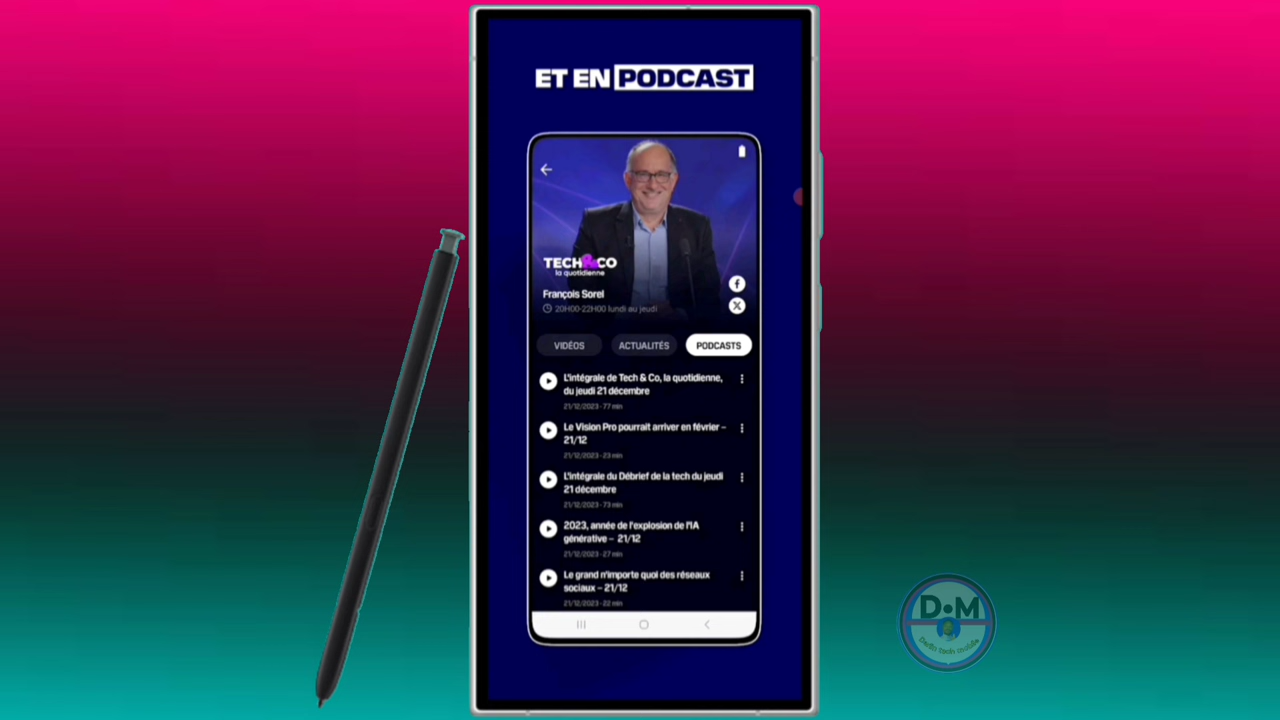 ET EN PODCAST
TECH&CO
la quotidienne
François Sorel
20H00-22H00 lundi au jeudi
VIDÉOS
ACTUALITÉS
PODCASTS
L'intégrale de Tech & Co, la quotidienne,
du jeudi 21 décembre
21/12/2023 - 77 min
Le Vision Pro pourrait arriver en février –
21/12
21/12/2023 - 23 min
L'intégrale du Débrief de la tech du jeudi
21 décembre
21/12/2023 - 73 min
2023, année de l'explosion de l'IA
générative – 21/12
21/12/2023 - 27 min
Le grand n'importe quoi des réseaux
sociaux – 21/12
21/12/2023 - 22 min
D•M